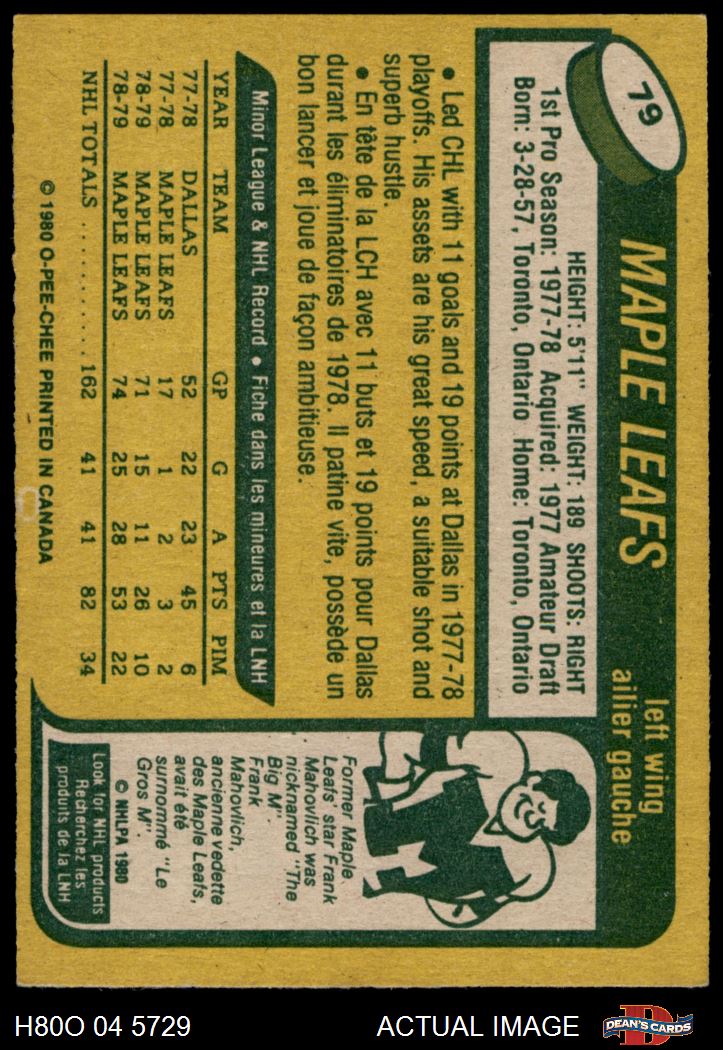 79
MAPLE LEAFS
left wing
ailier gauche
HEIGHT: 5'11" WEIGHT: 189 SHOOTS: RIGHT
1st Pro Season: 1977-78 Acquired: 1977 Amateur Draft
Born: 3-28-57, Toronto, Ontario Home: Toronto, Ontario
● Led CHL with 11 goals and 19 points at Dallas in 1977-78
playoffs. His assets are his great speed, a suitable shot and
superb hustle.
● En tête de la LCH avec 11 buts et 19 points pour Dallas
durant les éliminatoires de 1978. Il patine vite, possède un
bon lancer et joue de façon ambitieuse.
Minor League & NHL Record ● Fiche dans les mineures et la LNH
YEAR TEAM GP G A PTS PIM
77-78 DALLAS 52 22 23 45 6
77-78 MAPLE LEAFS 17 1 2 3 2
78-79 MAPLE LEAFS 71 15 11 26 10
78-79 MAPLE LEAFS 74 25 28 53 22
NHL TOTALS ............ 162 41 41 82 34
© 1980 O-PEE-CHEE PRINTED IN CANADA
Former Maple
Leafs' star Frank
Mahovlich was
nicknamed "The
Big M".
Frank
Mahovlich,
ancienne vedette
des Maple Leafs,
avait été
surnommé "Le
Gros M".
© NHLPA 1980
Look for NHL products
Recherchez les
produits de la LNH
H80O 04 5729
ACTUAL IMAGE
D
DEAN'S CARDS